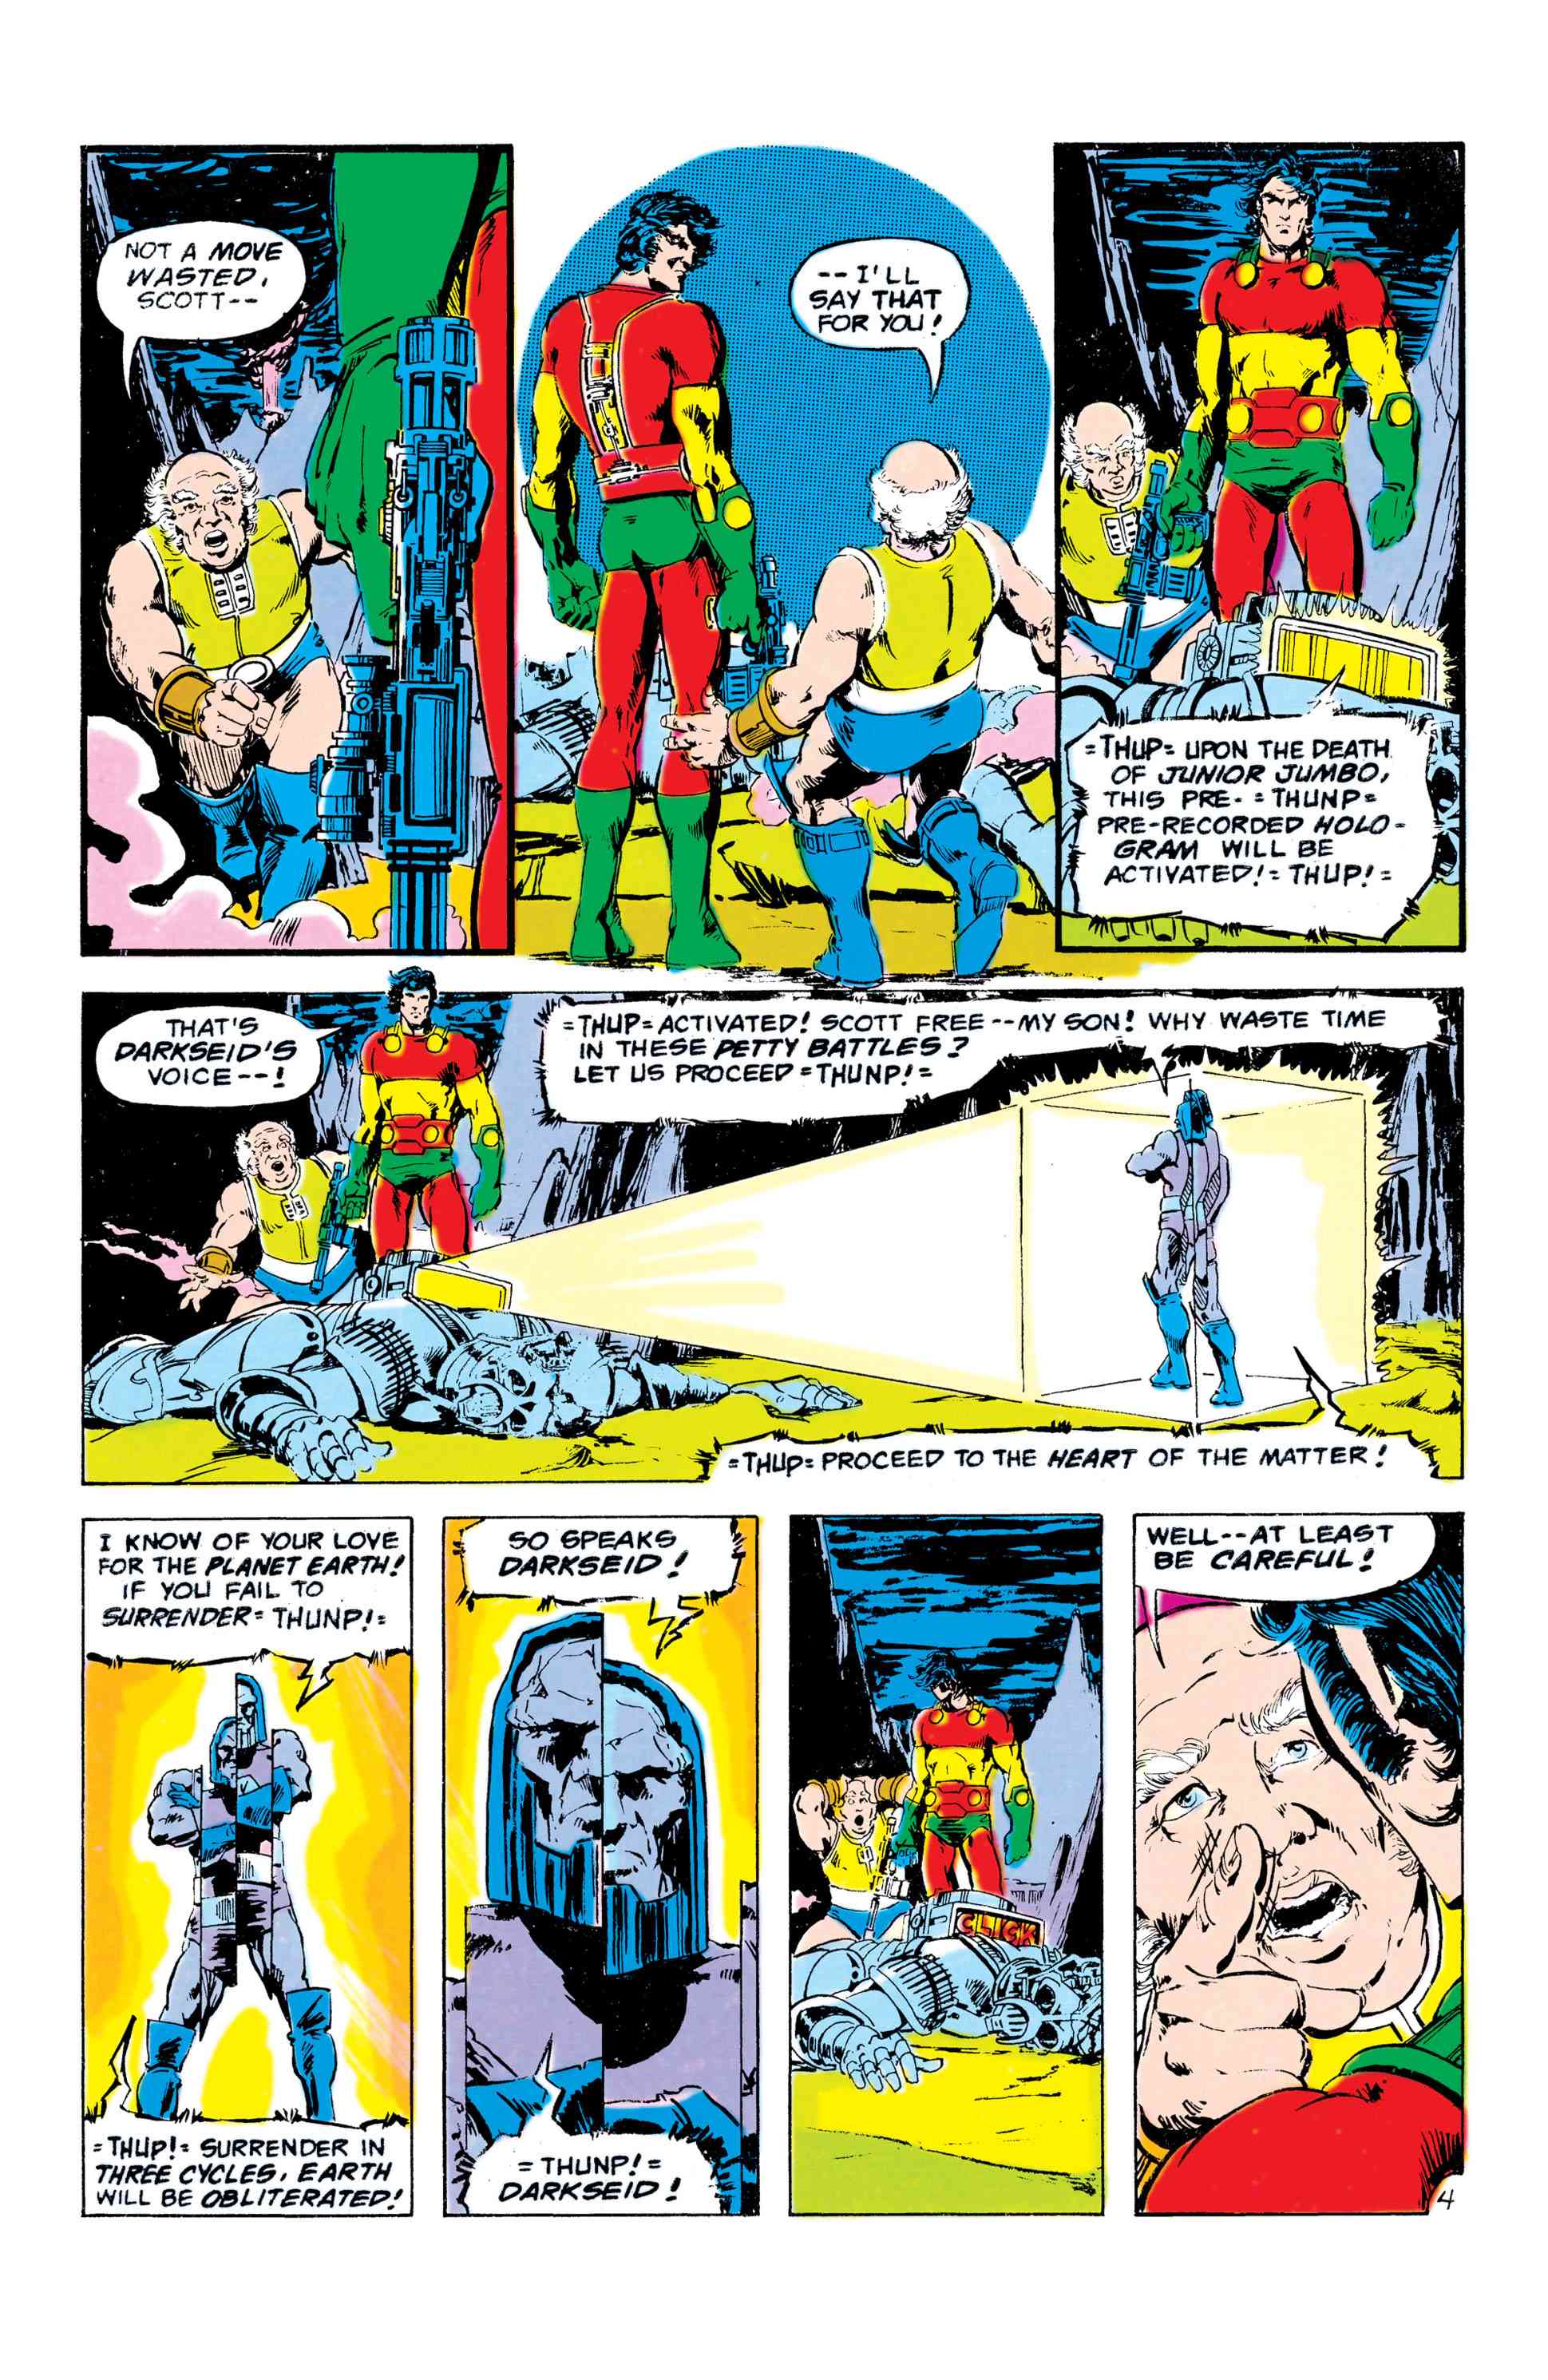 NOT A MOVE
WASTED,
SCOTT--
-- I'LL
SAY THAT
FOR YOU!
=THUP= UPON THE DEATH
OF JUNIOR JUMBO,
THIS PRE- =THUNP=
PRE-RECORDED HOLO-
GRAM WILL BE
ACTIVATED! =THUP!=
THAT'S
DARKSEID'S
VOICE--!
=THUP= ACTIVATED! SCOTT FREE--MY SON! WHY WASTE TIME
IN THESE PETTY BATTLES?
LET US PROCEED =THUNP!=
=THUP= PROCEED TO THE HEART OF THE MATTER!
I KNOW OF YOUR LOVE
FOR THE PLANET EARTH!
IF YOU FAIL TO
SURRENDER= THUNP!=
=THUP!= SURRENDER IN
THREE CYCLES, EARTH
WILL BE OBLITERATED!
SO SPEAKS
DARKSEID!
=THUNP!=
DARKSEID!
CLICK
WELL--AT LEAST
BE CAREFUL!
4